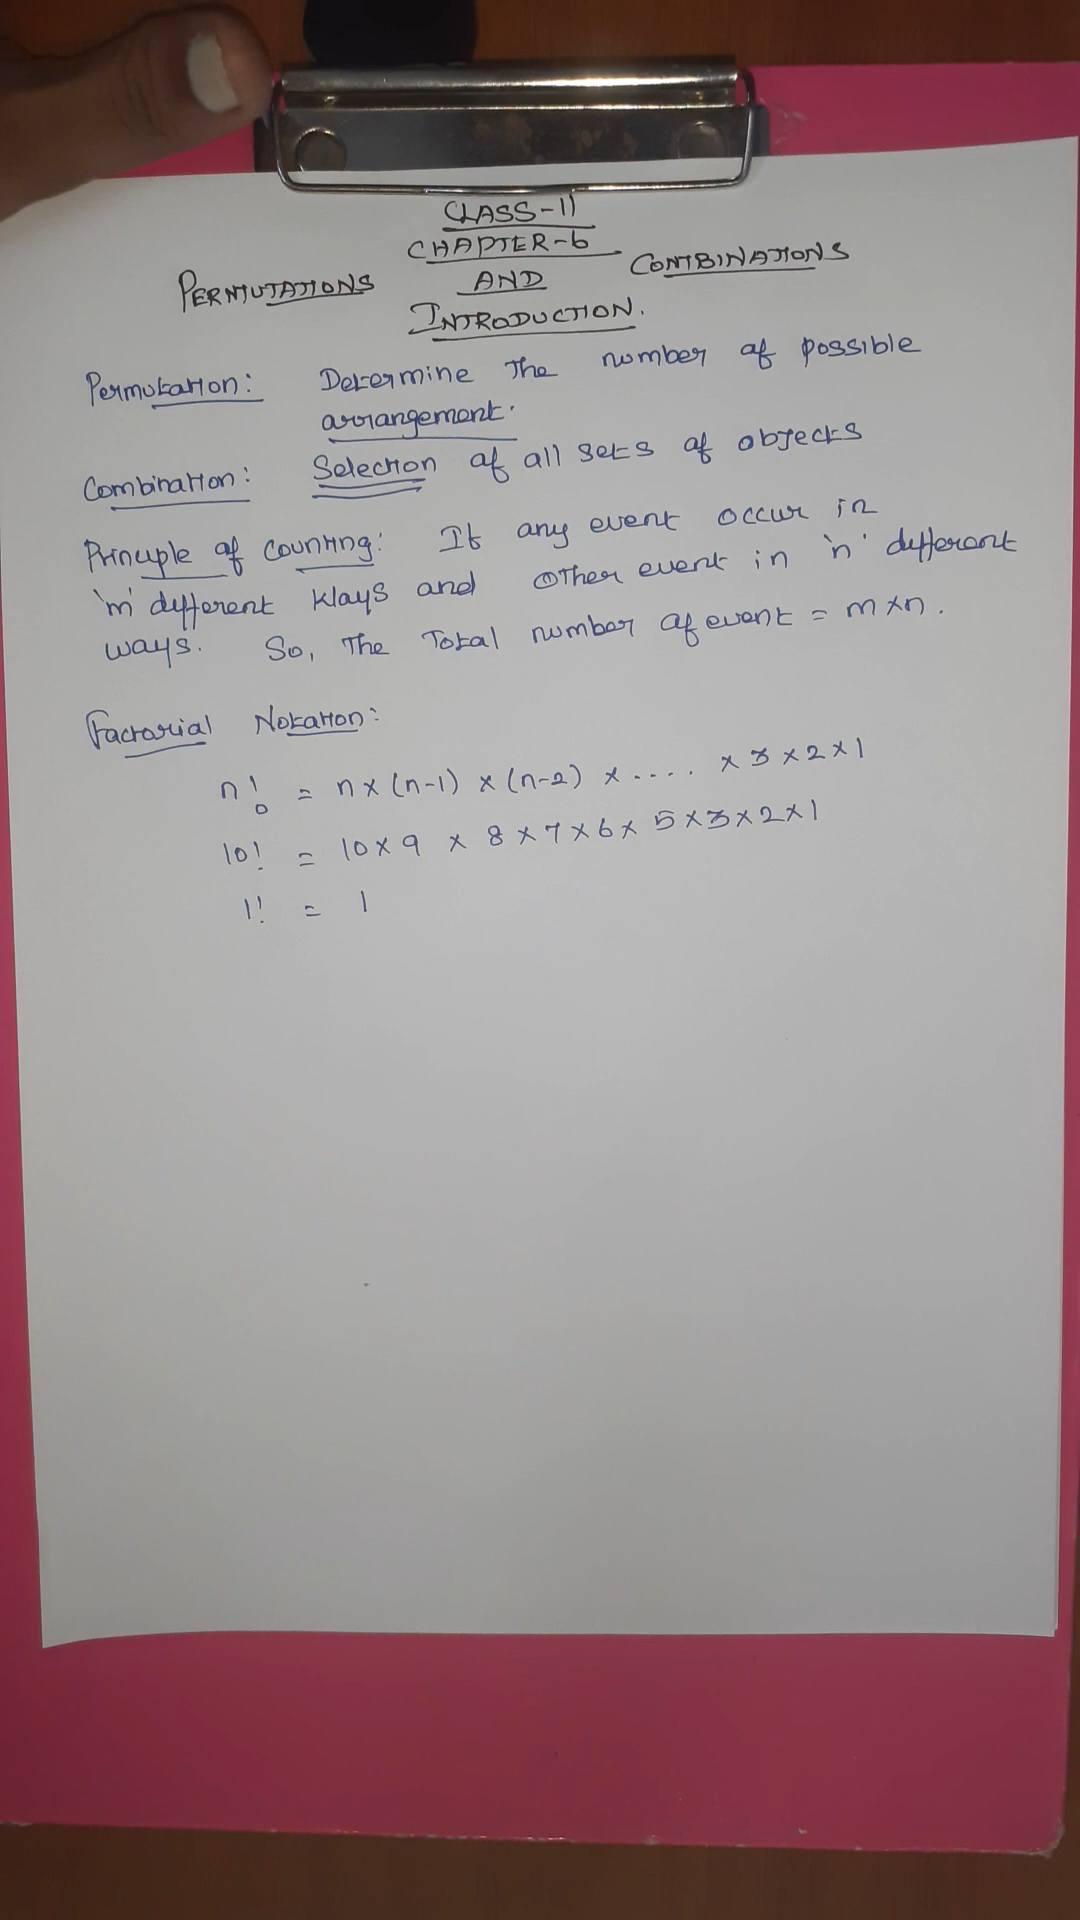 CLASS-11
CHAPTER-6
PERMUTATIONS AND COMBINATIONS
INTRODUCTION.
Permutation: Determine The number of possible
arrangement.
Combination: Selection of all sets of objects
Principle of Counting: If any event occur in
'm' different ways and other event in 'n' different
ways. So, The Total number of event = m×n.
Factorial Notation:
n! = n×(n-1)×(n-2)×....×3×2×1
10! = 10×9×8×7×6×5×3×2×1
1! = 1